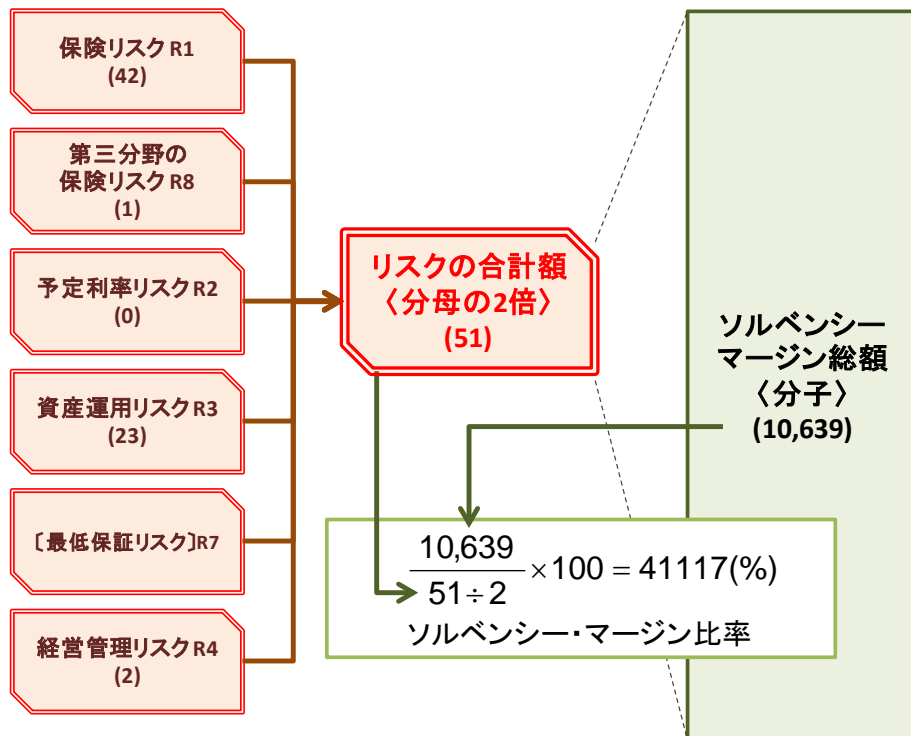 保険リスクR1
(42)
第三分野の
保険リスクR8
(1)
予定利率リスクR2
(0)
資産運用リスクR3
(23)
〔最低保証リスク〕R7
経営管理リスクR4
(2)
リスクの合計額
〈分母の2倍〉
(51)
ソルベンシー
マージン総額
〈分子〉
(10,639)
10,639
51÷2
×100=41117(%)
ソルベンシー・マージン比率